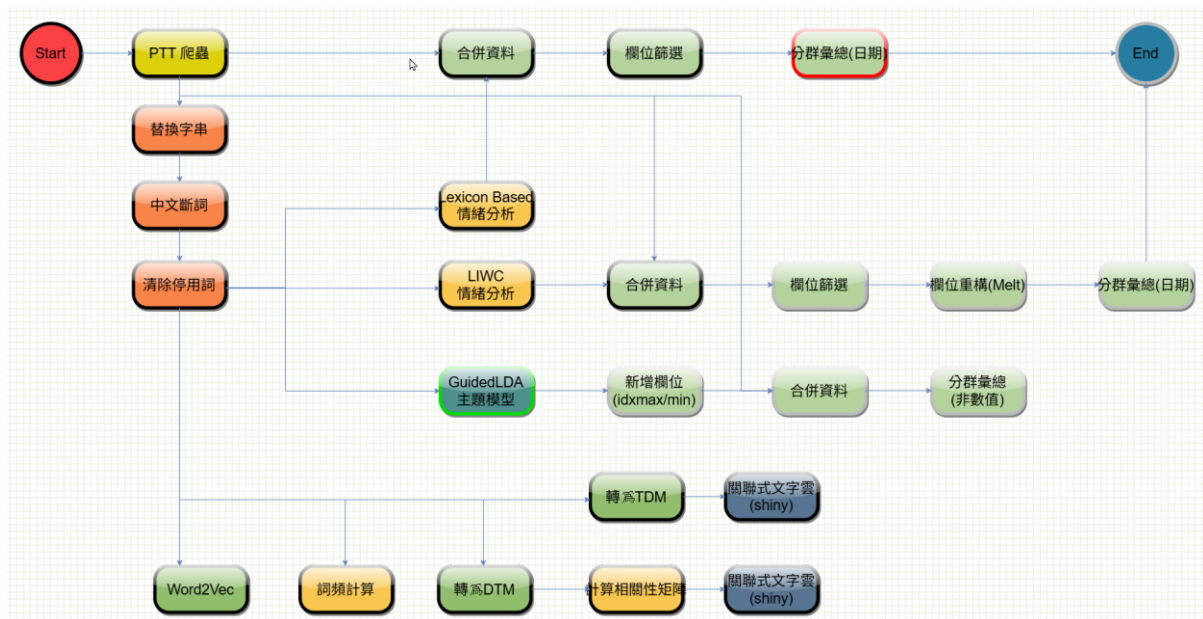 Start
PTT 爬蟲
合併資料
欄位篩選
分群彙總(日期)
End
替換字串
中文斷詞
Lexicon Based
情緒分析
清除停用詞
LIWC
情緒分析
合併資料
欄位篩選
欄位重構(Melt)
分群彙總(日期)
GuidedLDA
主題模型
新增欄位
(idxmax/min)
合併資料
分群彙總
(非數值)
轉爲TDM
關聯式文字雲
(shiny)
Word2Vec
詞頻計算
轉爲DTM
計算相關性矩陣
關聯式文字雲
(shiny)